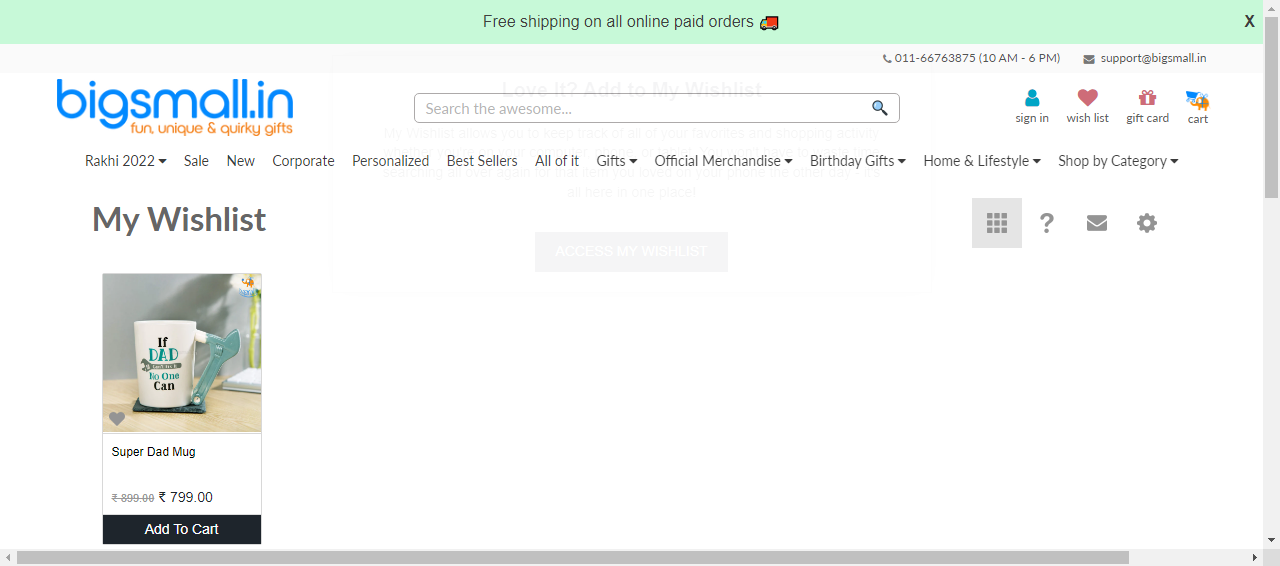 Free shipping on all online paid orders
X
011-66763875 (10 AM - 6 PM)
support@bigsmall.in
bigsmall.in
fun, unique & quirky gifts
Love It? Add to My Wishlist
Search the awesome...
sign in
wish list
gift card
cart
My Wishlist allows you to keep track of all of your favorites and shopping activity
Rakhi 2022
Sale
New
Corporate
Personalized
Best Sellers
All of it
Gifts
Official Merchandise
Birthday Gifts
Home & Lifestyle
Shop by Category
searching all over again for that item you loved on your phone the other day - it's
all here in one place!
My Wishlist
?
ACCESS MY WISHLIST
If
DAD
No One
Can
Super Dad Mug
₹ 899.00 ₹ 799.00
Add To Cart